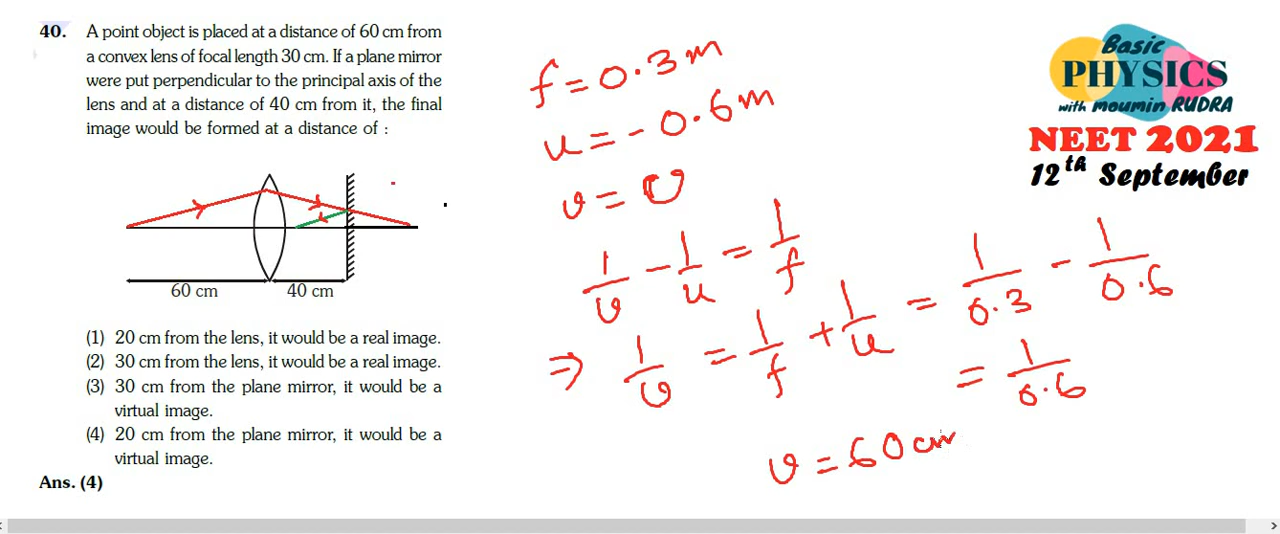 40. A point object is placed at a distance of 60 cm from
a convex lens of focal length 30 cm. If a plane mirror
were put perpendicular to the principal axis of the
lens and at a distance of 40 cm from it, the final
image would be formed at a distance of :
60 cm 40 cm
(1) 20 cm from the lens, it would be a real image.
(2) 30 cm from the lens, it would be a real image.
(3) 30 cm from the plane mirror, it would be a
virtual image.
(4) 20 cm from the plane mirror, it would be a
virtual image.
Ans. (4)
f = 0.3 m
u = - 0.6 m
v = v
1/v - 1/u = 1/f
⇒ 1/v = 1/f + 1/u = 1/0.3 - 1/0.6
= 1/0.6
v = 60 cm
Basic
PHYSICS
with moumin RUDRA
NEET 2021
12th September